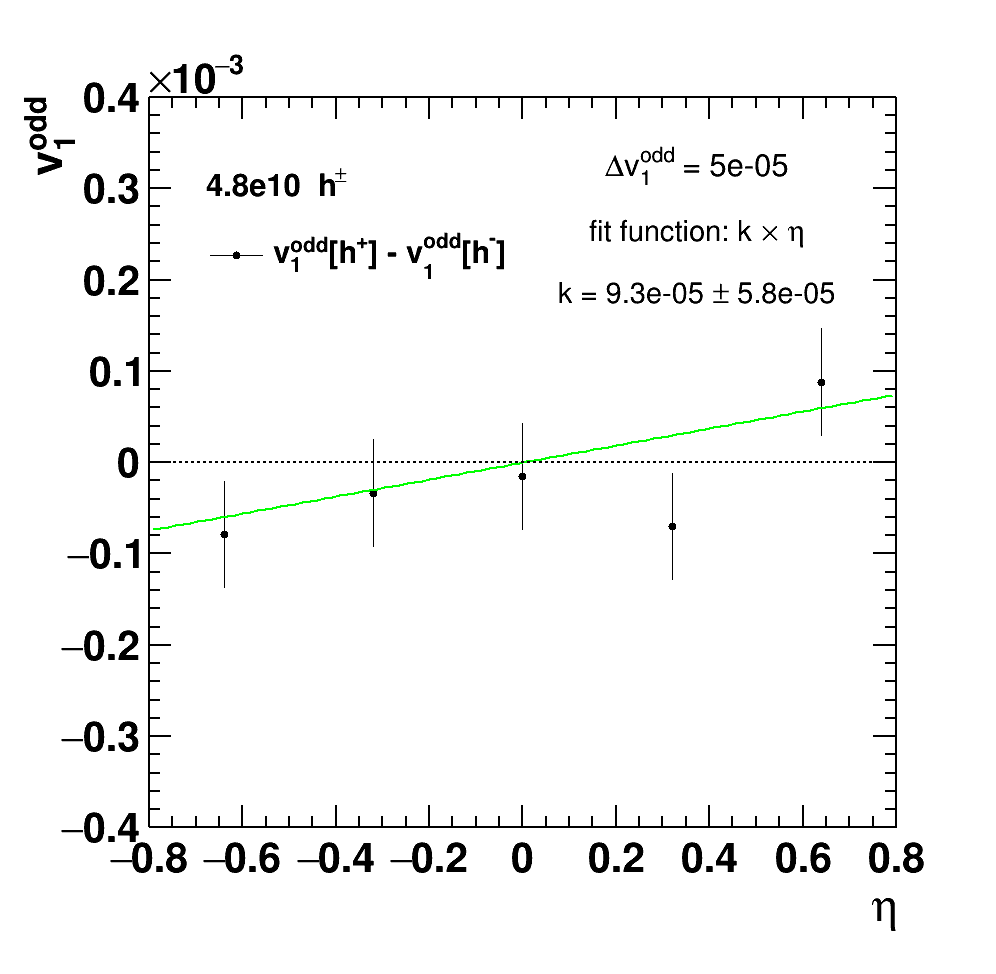 ×10⁻³
v₁ᵒᵈᵈ
0.4
0.3
0.2
0.1
0
−0.1
−0.2
−0.3
−0.4
4.8e10 h±
v₁ᵒᵈᵈ[h⁺] - v₁ᵒᵈᵈ[h⁻]
Δv₁ᵒᵈᵈ = 5e-05
fit function: k × η
k = 9.3e-05 ± 5.8e-05
−0.8 −0.6 −0.4 −0.2 0 0.2 0.4 0.6 0.8
η